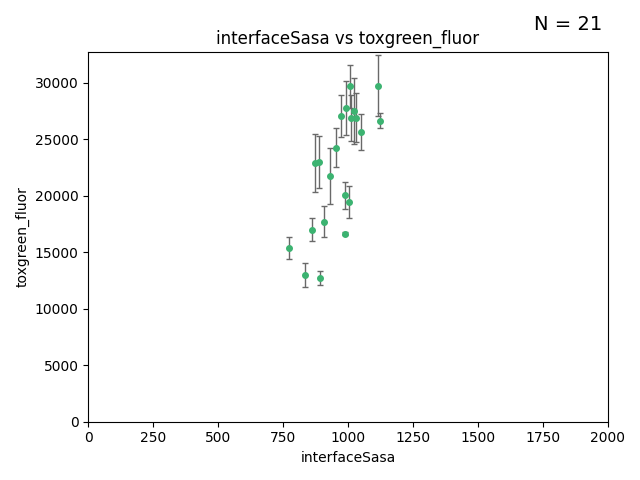 N = 21
interfaceSasa vs toxgreen_fluor
30000
25000
20000
15000
10000
5000
0
toxgreen_fluor
0 250 500 750 1000 1250 1500 1750 2000
interfaceSasa